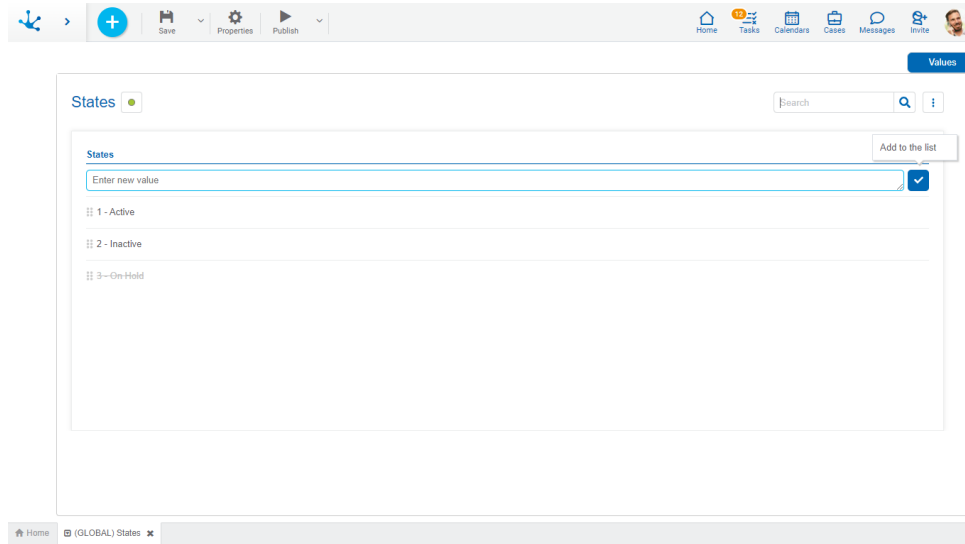 Save
Properties
Publish
Home
12
Tasks
Calendars
Cases
Messages
Invite
Values
States
Search
Add to the list
States
Enter new value
1 - Active
2 - Inactive
3 - On Hold
Home
(GLOBAL) States